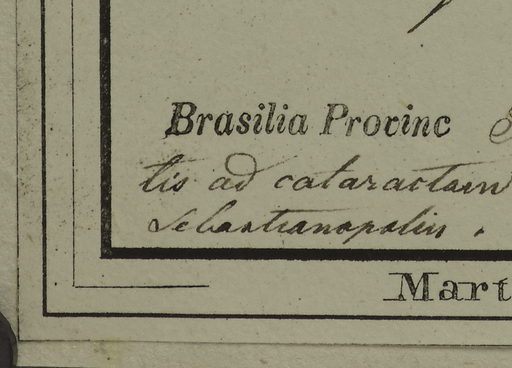 Brasilia Provinc
tis ad cataractam
Sebastianopolin.
Mart